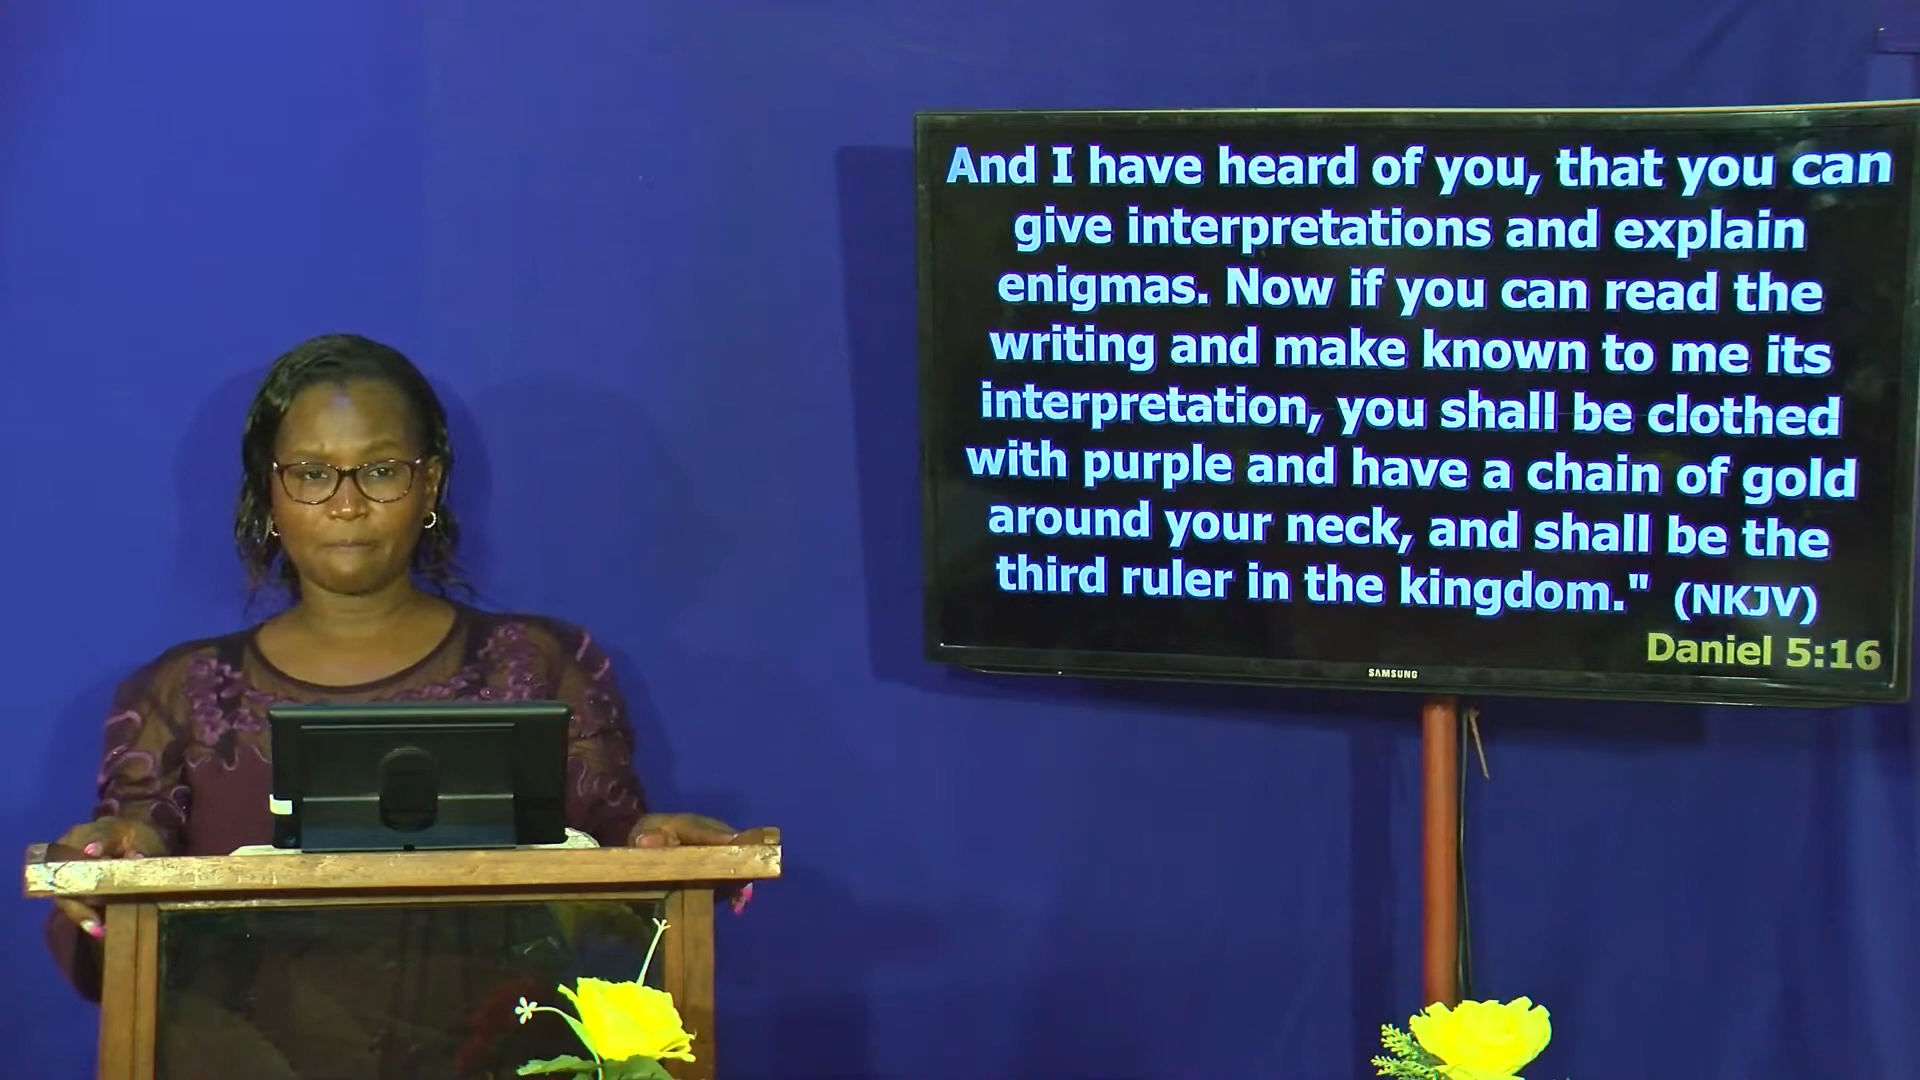 And I have heard of you, that you can
give interpretations and explain
enigmas. Now if you can read the
writing and make known to me its
interpretation, you shall be clothed
with purple and have a chain of gold
around your neck, and shall be the
third ruler in the kingdom." (NKJV)
Daniel 5:16
SAMSUNG